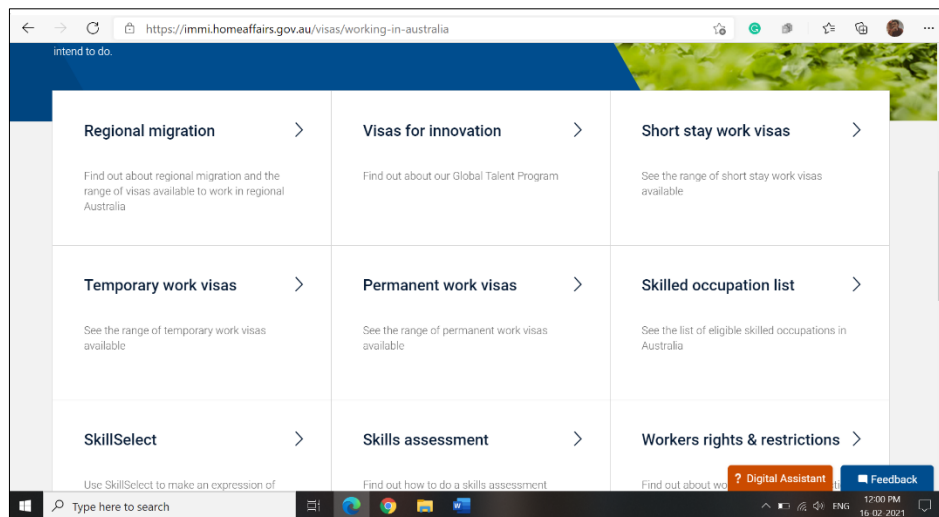 https://immi.homeaffairs.gov.au/visas/working-in-australia
intend to do.
Regional migration
Find out about regional migration and the
range of visas available to work in regional
Australia
Visas for innovation
Find out about our Global Talent Program
Short stay work visas
See the range of short stay work visas
available
Temporary work visas
See the range of temporary work visas
available
Permanent work visas
See the range of permanent work visas
available
Skilled occupation list
See the list of eligible skilled occupations in
Australia
SkillSelect
Use SkillSelect to make an expression of
Skills assessment
Find out how to do a skills assessment
Workers rights & restrictions
Find out about wo
? Digital Assistant
Feedback
Type here to search
ENG
12:00 PM
16-02-2021